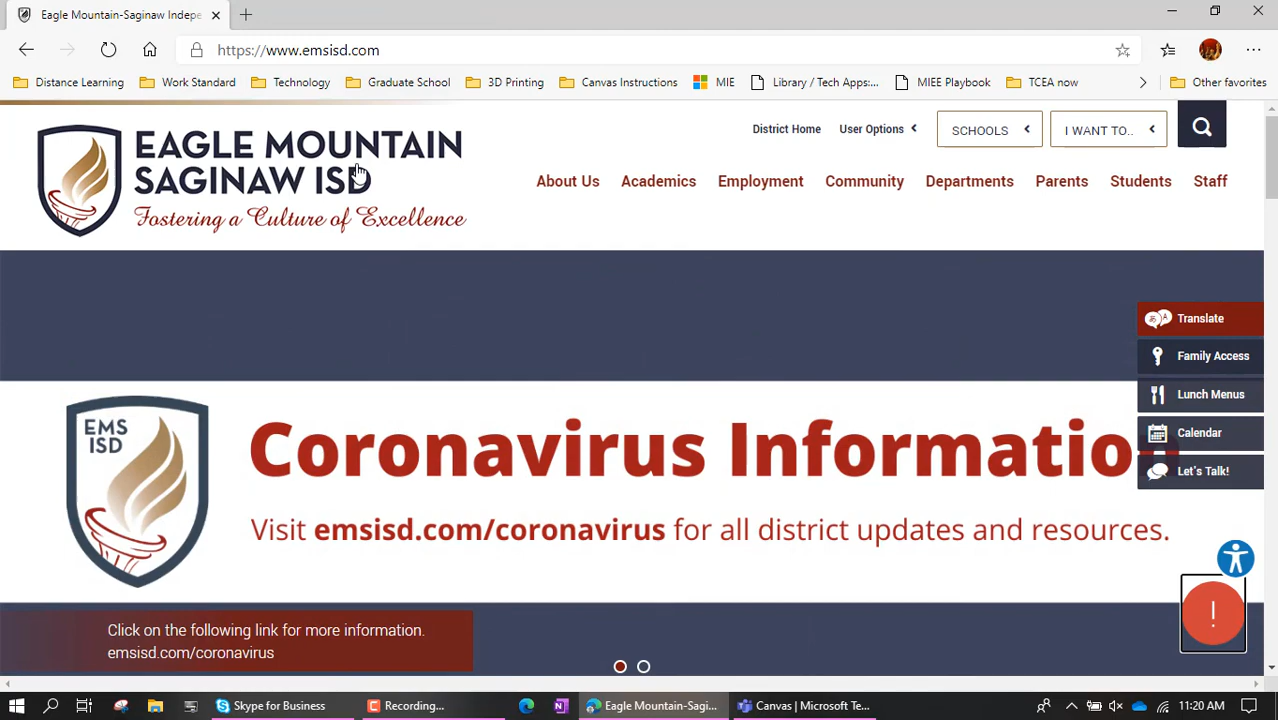 Eagle Mountain-Saginaw Indepe
https://www.emsisd.com
Distance Learning Work Standard Technology Graduate School 3D Printing Canvas Instructions MIE Library / Tech Apps:... MIEE Playbook TCEA now Other favorites
EAGLE MOUNTAIN
SAGINAW ISD
Fostering a Culture of Excellence
District Home User Options SCHOOLS I WANT TO..
About Us Academics Employment Community Departments Parents Students Staff
Translate
Family Access
Lunch Menus
Calendar
Let's Talk!
EMS
ISD
Coronavirus Information
Visit emsisd.com/coronavirus for all district updates and resources.
!
Click on the following link for more information.
emsisd.com/coronavirus
Skype for Business Recording... Eagle Mountain-Sagi... Canvas | Microsoft Te... 11:20 AM